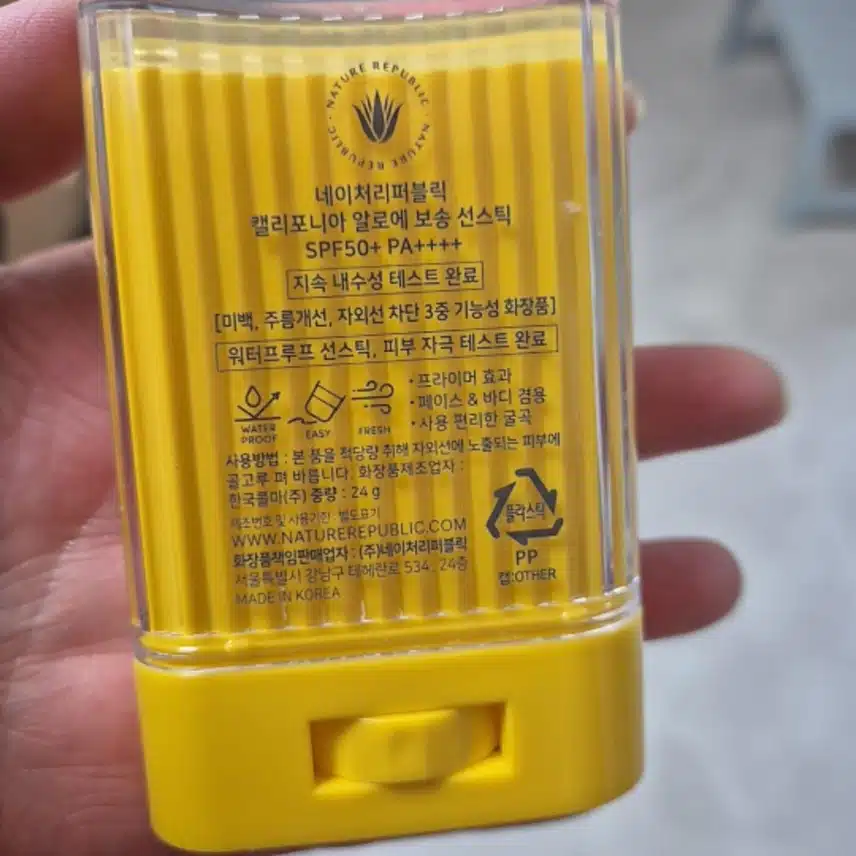 NATURE REPUBLIC · NATURE REPUBLIC ·
네이처리퍼블릭
캘리포니아 알로에 보송 선스틱
SPF50+ PA++++
지속 내수성 테스트 완료
[미백, 주름개선, 자외선 차단 3중 기능성 화장품]
워터프루프 선스틱, 피부 자극 테스트 완료
WATER PROOF
EASY
FRESH
· 프라이머 효과
· 페이스 & 바디 겸용
· 사용 편리한 굴곡
사용방법 : 본 품을 적당량 취해 자외선에 노출되는 피부에
골고루 펴 바릅니다. 화장품제조업자 :
한국콜마(주) 중량 : 24 g
제조번호 및 사용기한 : 별도표기
WWW.NATUREREPUBLIC.COM
화장품책임판매업자 : (주)네이처리퍼블릭
서울특별시 강남구 테헤란로 534, 24층
MADE IN KOREA
플라스틱
PP
캡:OTHER